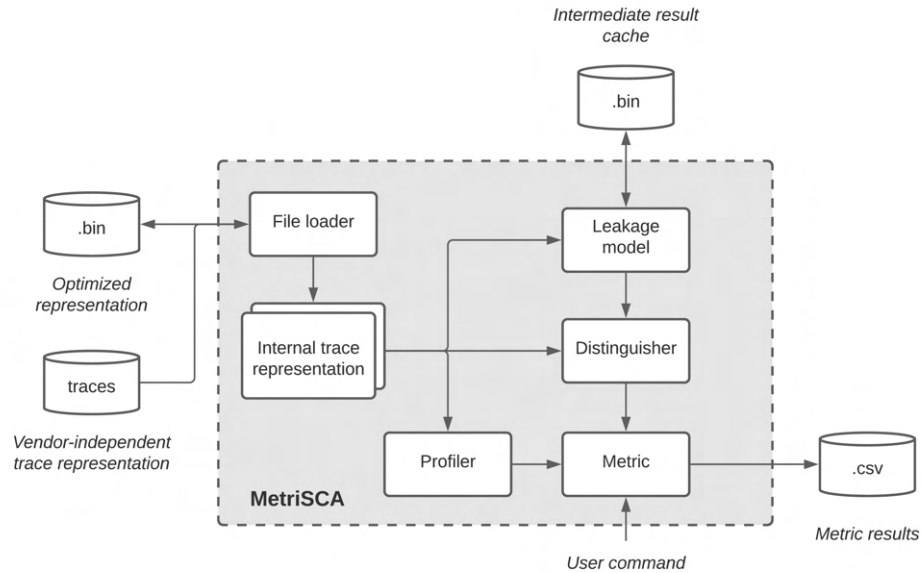 Intermediate result
cache
.bin
File loader
.bin
Leakage
model
Optimized
representation
Internal trace
representation
Distinguisher
traces
Vendor-independent
trace representation
Profiler
Metric
.csv
MetriSCA
Metric results
User command